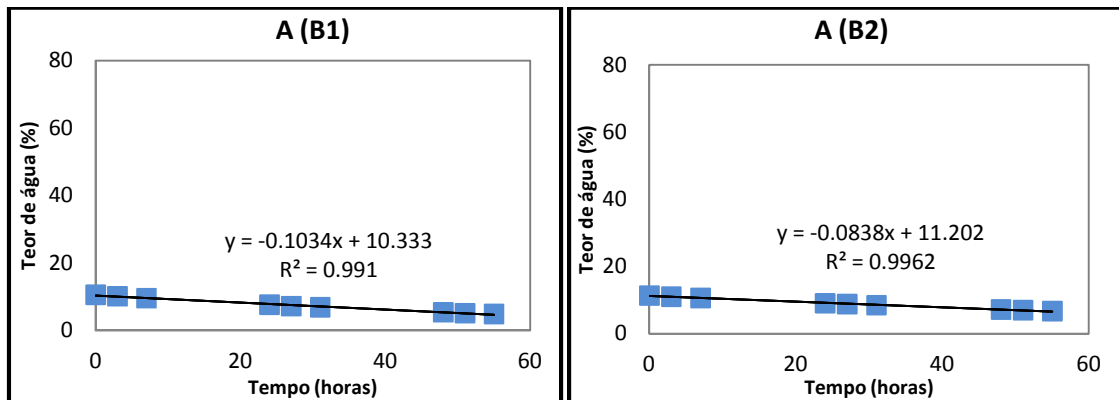 A (B1)
80
60
40
20
0
Teor de água (%)
y = -0.1034x + 10.333
R² = 0.991
0 20 40 60
Tempo (horas)
A (B2)
80
60
40
20
0
Teor de água (%)
y = -0.0838x + 11.202
R² = 0.9962
0 20 40 60
Tempo (horas)